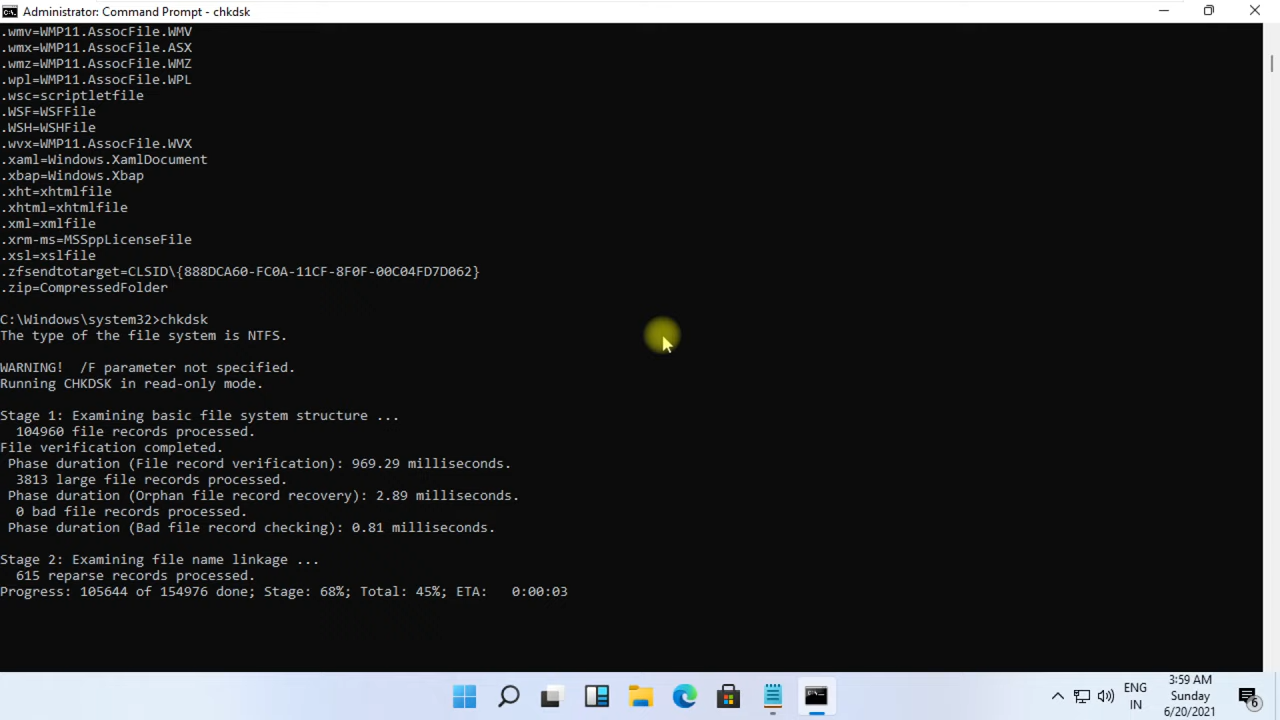 Administrator: Command Prompt - chkdsk
.wmv=WMP11.AssocFile.WMV
.wmx=WMP11.AssocFile.ASX
.wmz=WMP11.AssocFile.WMZ
.wpl=WMP11.AssocFile.WPL
.wsc=scriptletfile
.WSF=WSFFile
.WSH=WSHFile
.wvx=WMP11.AssocFile.WVX
.xaml=Windows.XamlDocument
.xbap=Windows.Xbap
.xht=xhtmlfile
.xhtml=xhtmlfile
.xml=xmlfile
.xrm-ms=MSSppLicenseFile
.xsl=xslfile
.zfsendtotarget=CLSID\{888DCA60-FC0A-11CF-8F0F-00C04FD7D062}
.zip=CompressedFolder
C:\Windows\system32>chkdsk
The type of the file system is NTFS.
WARNING!  /F parameter not specified.
Running CHKDSK in read-only mode.
Stage 1: Examining basic file system structure ...
104960 file records processed.
File verification completed.
Phase duration (File record verification): 969.29 milliseconds.
3813 large file records processed.
Phase duration (Orphan file record recovery): 2.89 milliseconds.
0 bad file records processed.
Phase duration (Bad file record checking): 0.81 milliseconds.
Stage 2: Examining file name linkage ...
615 reparse records processed.
Progress: 105644 of 154976 done; Stage: 68%; Total: 45%; ETA:   0:00:03
ENG
IN
3:59 AM
Sunday
6/20/2021
6